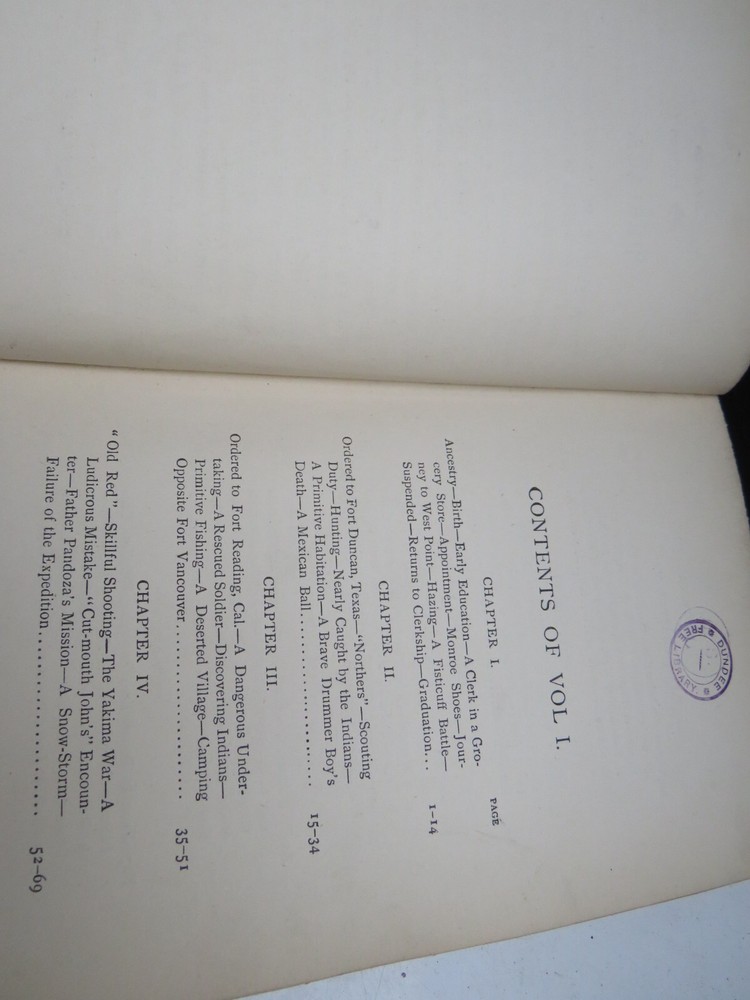 DUNDEE
FREE LIBRARY.
CONTENTS OF VOL I.
CHAPTER I.
PAGE
Ancestry—Birth—Early Education—A Clerk in a Gro-
cery Store—Appointment—Monroe Shoes—Jour-
ney to West Point—Hazing—A Fisticuff Battle—
Suspended—Returns to Clerkship—Graduation... 1-14
CHAPTER II.
Ordered to Fort Duncan, Texas—"Northers"—Scouting
Duty—Hunting—Nearly Caught by the Indians—
A Primitive Habitation—A Brave Drummer Boy's
Death—A Mexican Ball........................ 15-34
CHAPTER III.
Ordered to Fort Reading, Cal.—A Dangerous Under-
taking—A Rescued Soldier—Discovering Indians—
Primitive Fishing—A Deserted Village—Camping
Opposite Fort Vancouver..................... 35-51
CHAPTER IV.
"Old Red"—Skillful Shooting—The Yakima War—A
Ludicrous Mistake—"Cut-mouth John's" Encoun-
ter—Father Pandoza's Mission—A Snow-Storm—
Failure of the Expedition..................... 52-69